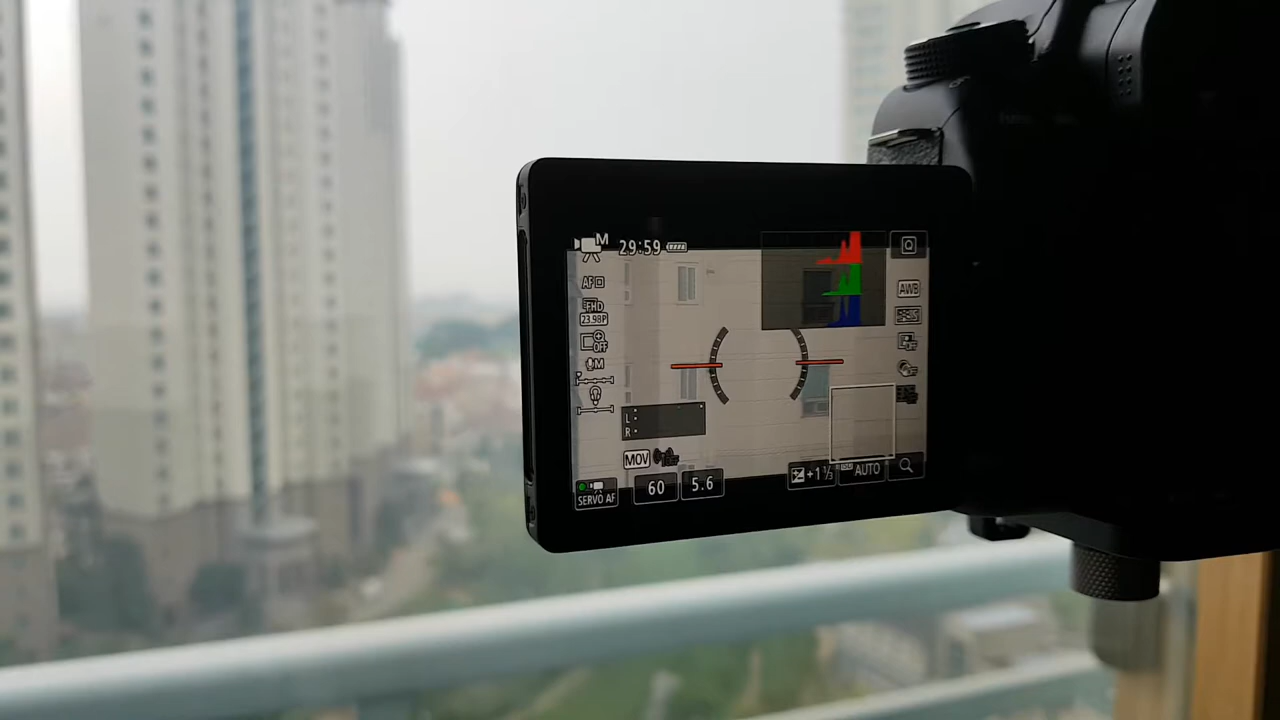 M
29:59
Q
AF
FHD
23.98P
AWB
OFF
M
L
R
MOV
SERVO AF
60
5.6
+1⅓
AUTO